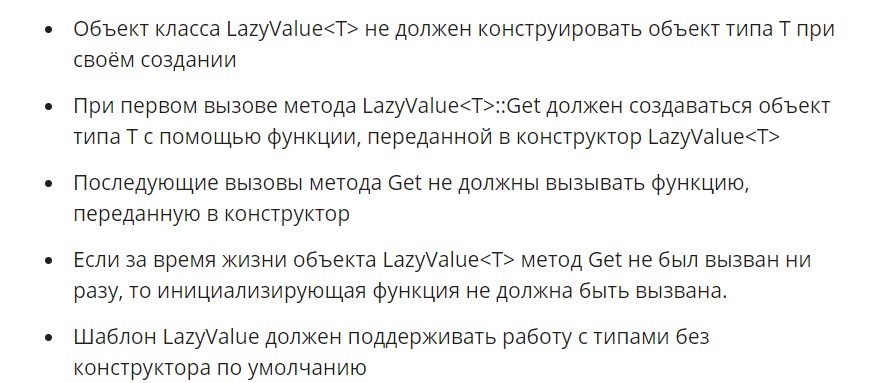 • Объект класса LazyValue<T> не должен конструировать объект типа T при
своём создании
• При первом вызове метода LazyValue<T>::Get должен создаваться объект
типа T с помощью функции, переданной в конструктор LazyValue<T>
• Последующие вызовы метода Get не должны вызывать функцию,
переданную в конструктор
• Если за время жизни объекта LazyValue<T> метод Get не был вызван ни
разу, то инициализирующая функция не должна быть вызвана.
• Шаблон LazyValue должен поддерживать работу с типами без
конструктора по умолчанию